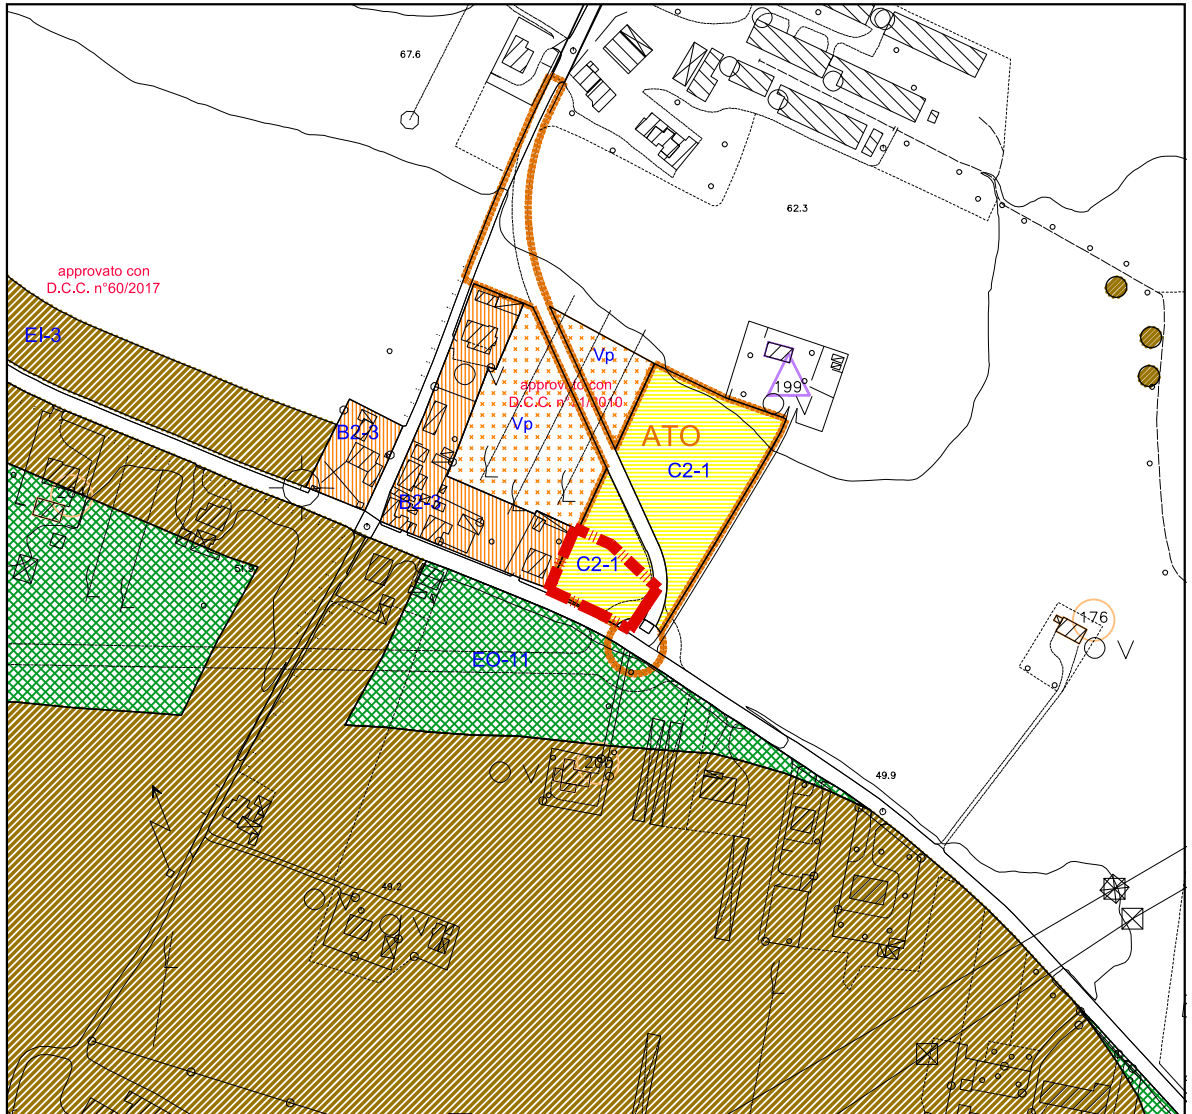 67.6
62.3
approvato con
D.C.C. n°60/2017
EI-3
Vp
199
approvato con
D.C.C. n°
Vp
ATO
B2-3
C2-1
B2-3
C2-1
176
EO-11
49.9
49.2